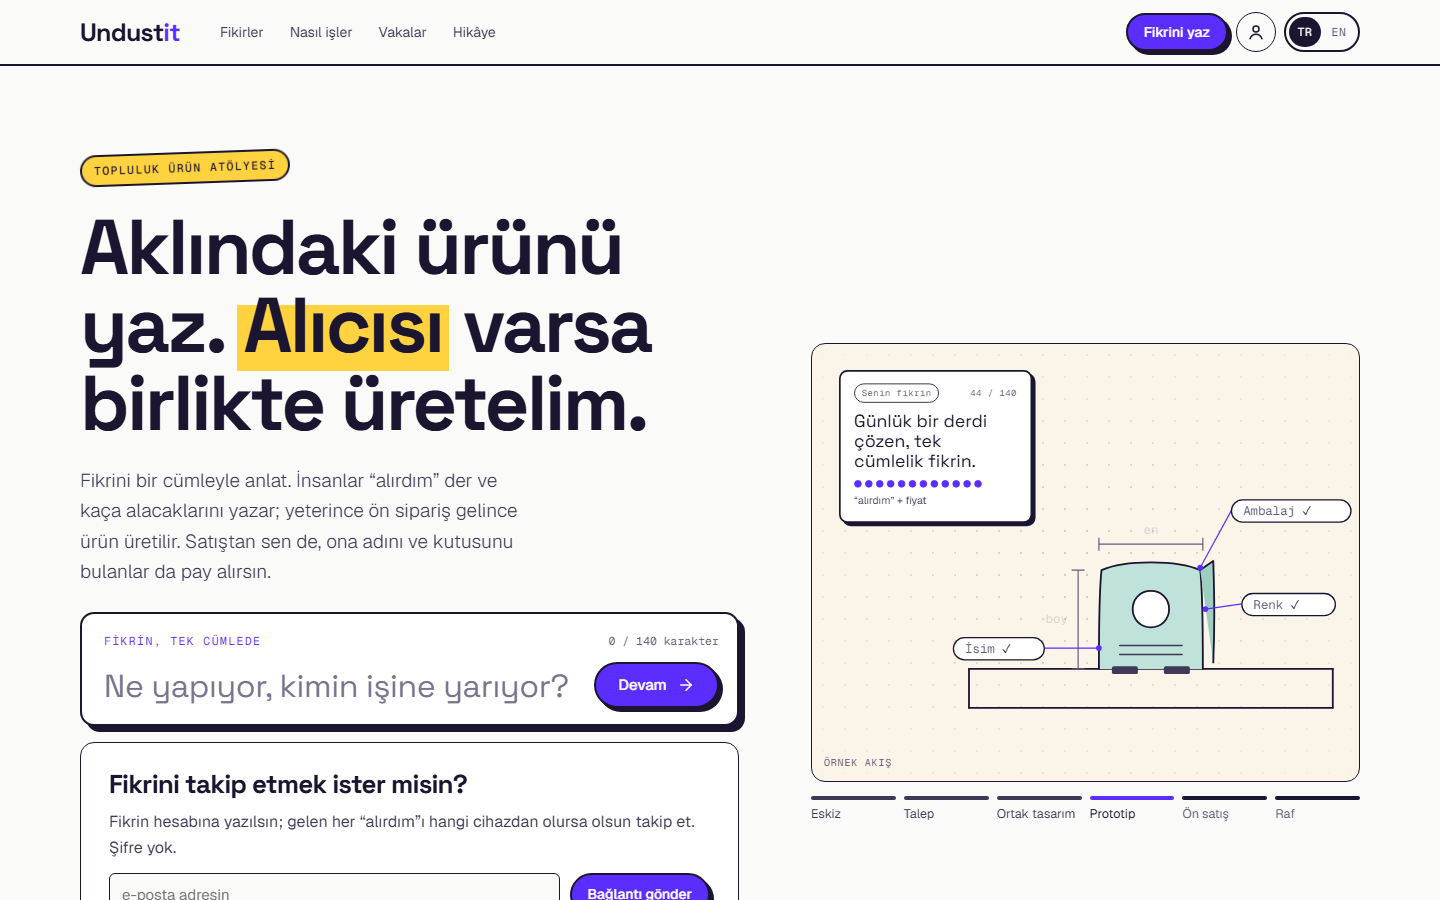 Undustit
Fikirler
Nasıl işler
Vakalar
Hikâye
Fikrini yaz
TR
EN
TOPLULUK ÜRÜN ATÖLYESİ
Aklındaki ürünü
yaz. Alıcısı varsa
birlikte üretelim.
Fikrini bir cümleyle anlat. İnsanlar “alırdım” der ve
kaça alacaklarını yazar; yeterince ön sipariş gelince
ürün üretilir. Satıştan sen de, ona adını ve kutusunu
bulanlar da pay alırsın.
FİKRİN, TEK CÜMLEDE
0 / 140 karakter
Ne yapıyor, kimin işine yarıyor?
Devam
Fikrini takip etmek ister misin?
Fikrin hesabına yazılsın; gelen her “alırdım”ı hangi cihazdan olursa olsun takip et.
Şifre yok.
e-posta adresin
Bağlantı gönder
Senin fikrin
44 / 140
Günlük bir derdi
çözen, tek
cümlelik fikrin.
“alırdım” + fiyat
en
boy
Ambalaj ✓
Renk ✓
İsim ✓
ÖRNEK AKIŞ
Eskiz
Talep
Ortak tasarım
Prototip
Ön satış
Raf